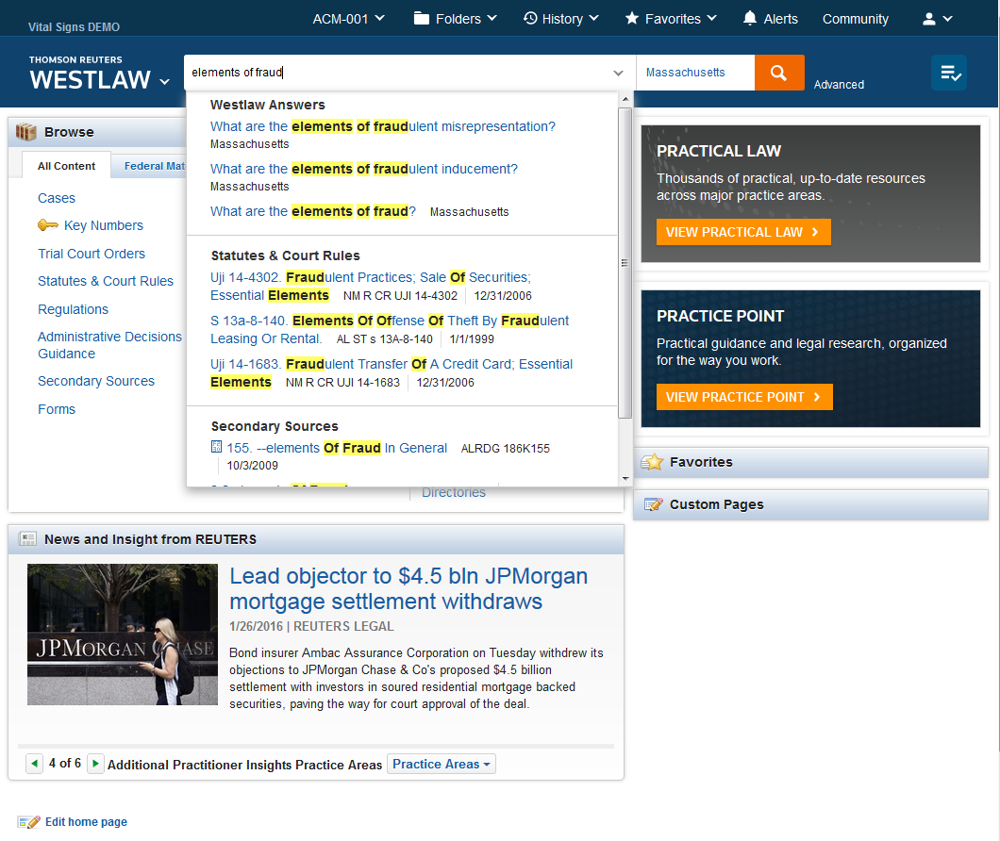 ACM-001 Folders History Favorites Alerts Community
Vital Signs DEMO
THOMSON REUTERS
WESTLAW
elements of fraud
Massachusetts
Advanced
Browse
All Content Federal Mat
Cases
Key Numbers
Trial Court Orders
Statutes & Court Rules
Regulations
Administrative Decisions
Guidance
Secondary Sources
Forms
Westlaw Answers
What are the elements of fraudulent misrepresentation?
Massachusetts
What are the elements of fraudulent inducement?
Massachusetts
What are the elements of fraud? Massachusetts
Statutes & Court Rules
Uji 14-4302. Fraudulent Practices; Sale Of Securities;
Essential Elements NM R CR UJI 14-4302 12/31/2006
S 13a-8-140. Elements Of Offense Of Theft By Fraudulent
Leasing Or Rental. AL ST s 13A-8-140 1/1/1999
Uji 14-1683. Fraudulent Transfer Of A Credit Card; Essential
Elements NM R CR UJI 14-1683 12/31/2006
Secondary Sources
155. --elements Of Fraud In General ALRDG 186K155
10/3/2009
Directories
PRACTICAL LAW
Thousands of practical, up-to-date resources
across major practice areas.
VIEW PRACTICAL LAW
PRACTICE POINT
Practical guidance and legal research, organized
for the way you work.
VIEW PRACTICE POINT
Favorites
Custom Pages
News and Insight from REUTERS
JPMORGAN CHASE
Lead objector to $4.5 bln JPMorgan
mortgage settlement withdraws
1/26/2016 | REUTERS LEGAL
Bond insurer Ambac Assurance Corporation on Tuesday withdrew its
objections to JPMorgan Chase & Co's proposed $4.5 billion
settlement with investors in soured residential mortgage backed
securities, paving the way for court approval of the deal.
4 of 6 Additional Practitioner Insights Practice Areas Practice Areas
Edit home page